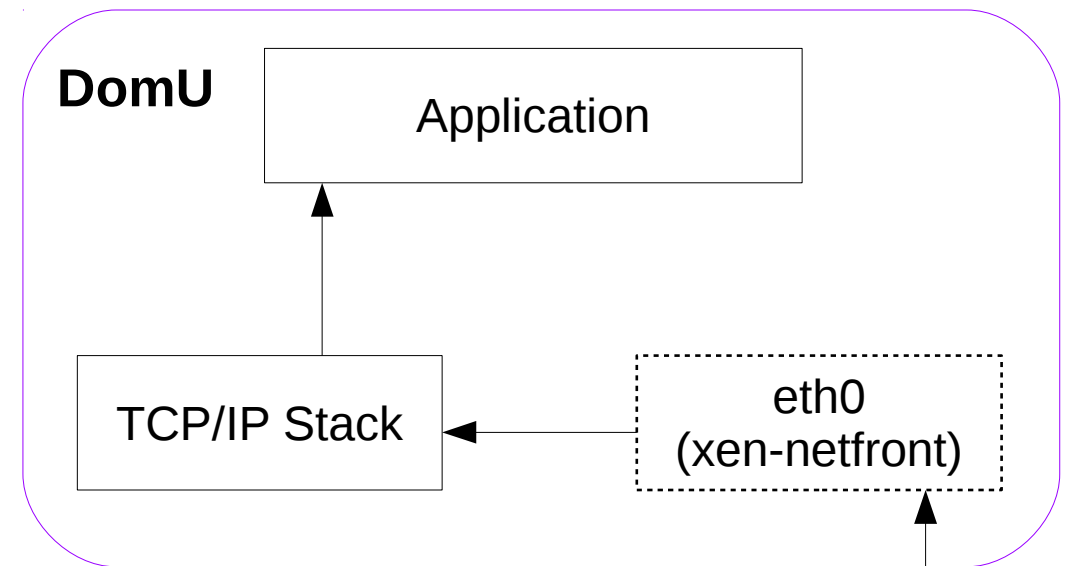 DomU
Application
TCP/IP Stack
eth0
(xen-netfront)